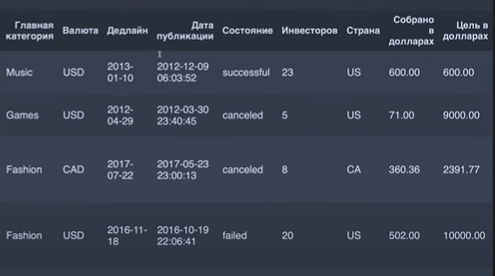 Главная категория Валюта Дедлайн Дата публикации Состояние Инвесторов Страна Собрано в долларах Цель в долларах
Music USD 2013-01-10 2012-12-09 06:03:52 successful 23 US 600.00 600.00
Games USD 2012-04-29 2012-03-30 23:40:45 canceled 5 US 71.00 9000.00
Fashion CAD 2017-07-22 2017-05-23 23:00:13 canceled 8 CA 360.36 2391.77
Fashion USD 2016-11-18 2016-10-19 22:06:41 failed 20 US 502.00 10000.00